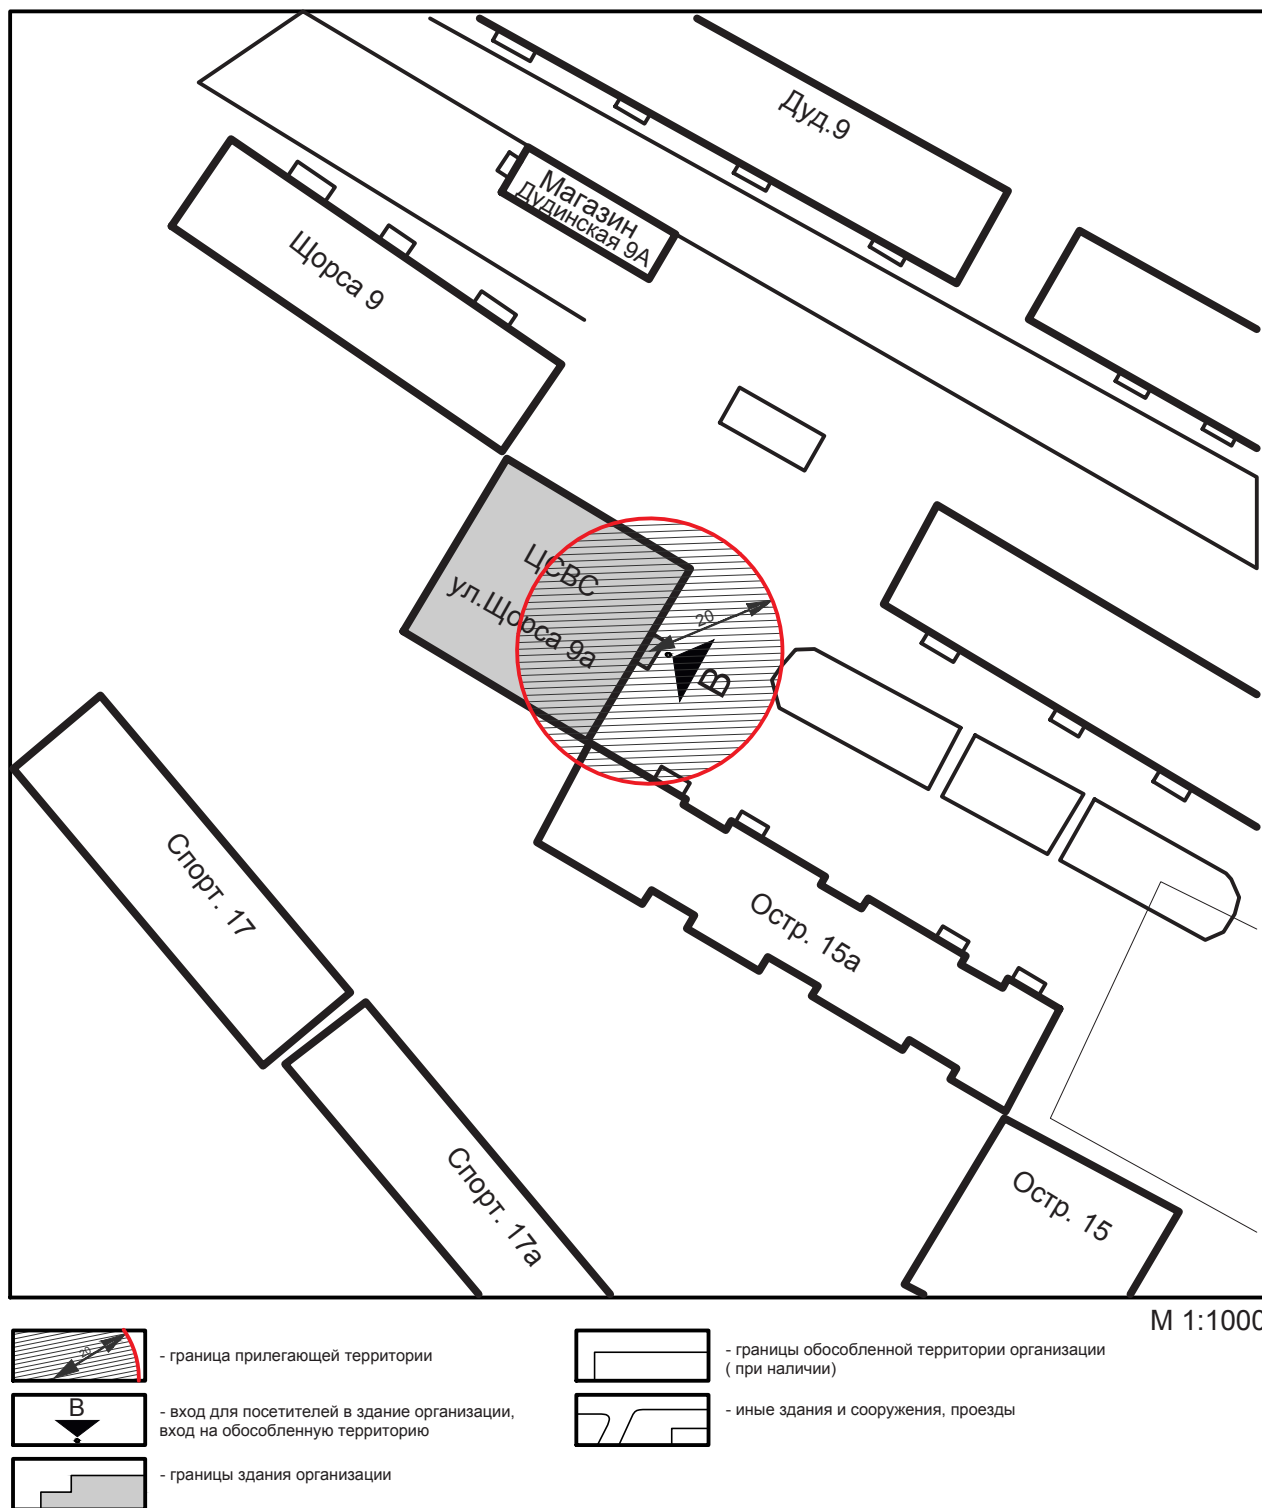 Дуд.9
Магазин
Дудинская 9А
Щорса 9
ЦСВС
ул.Щорса 9а
20
В
Спорт. 17
Остр. 15а
Спорт. 17а
Остр. 15
М 1:1000
20
- граница прилегающей территории
- границы обособленной территории организации
( при наличии)
В
- вход для посетителей в здание организации,
вход на обособленную территорию
- иные здания и сооружения, проезды
- границы здания организации